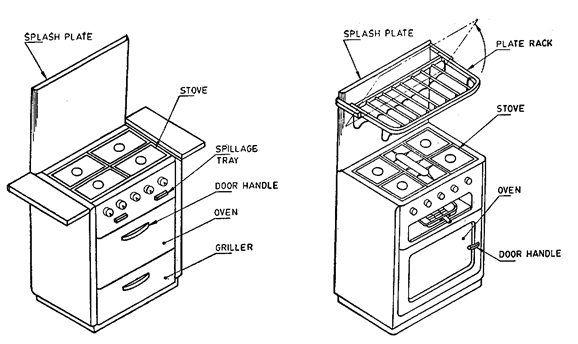 SPLASH PLATE
STOVE
SPILLAGE
TRAY
DOOR HANDLE
OVEN
GRILLER
SPLASH PLATE
PLATE RACK
STOVE
OVEN
DOOR HANDLE